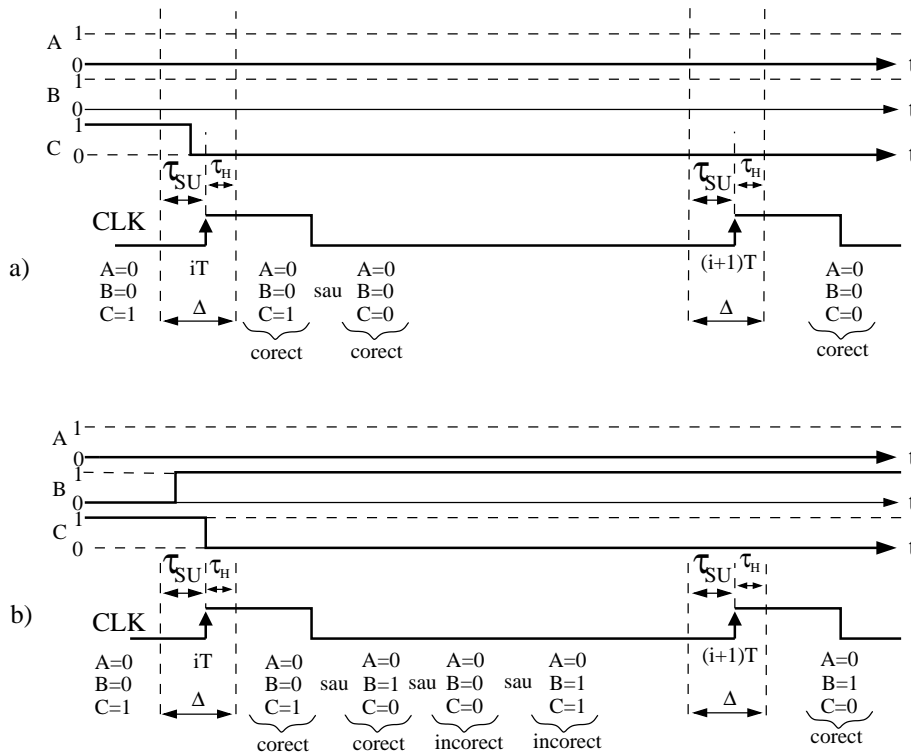 1
A
0
t
1
B
0
t
1
C
0
t
τSU τH τSU τH
CLK
a)
A=0 iT A=0 A=0 (i+1)T A=0
B=0 B=0 sau B=0 B=0
C=1 Δ C=1 C=0 Δ C=0
corect corect corect
1
A
0
t
1
B
0
t
1
C
0
t
τSU τH τSU τH
CLK
b)
A=0 iT A=0 A=0 A=0 A=0 (i+1)T A=0
B=0 B=0 sau B=1 sau B=0 sau B=1 B=1
C=1 Δ C=1 C=0 C=0 C=1 Δ C=0
corect corect incorect incorect corect